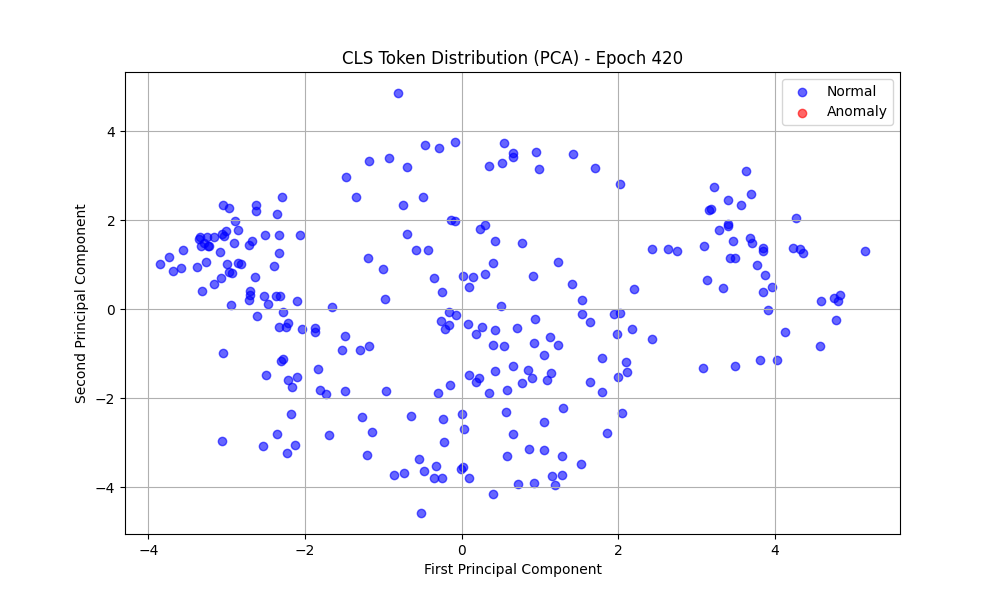 CLS Token Distribution (PCA) - Epoch 420
Normal
Anomaly
Second Principal Component
4
2
0
−2
−4
−4
−2
0
2
4
First Principal Component